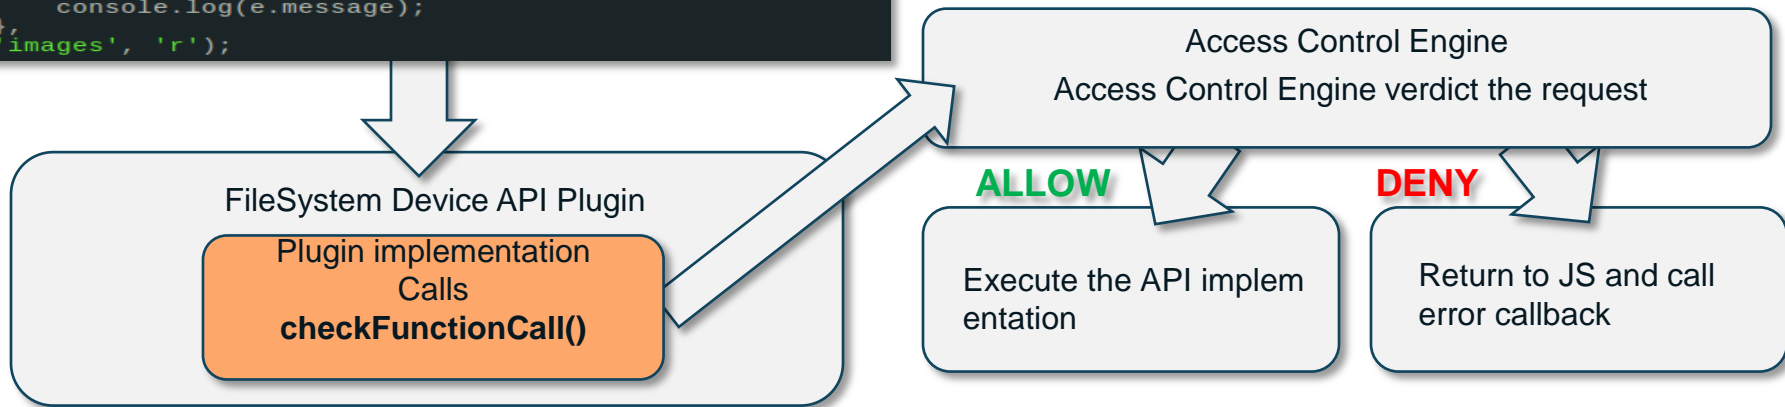 console.log(e.message);
},
'images', 'r');
Access Control Engine
Access Control Engine verdict the request
FileSystem Device API Plugin
Plugin implementation
Calls
checkFunctionCall()
ALLOW
Execute the API implem
entation
DENY
Return to JS and call
error callback